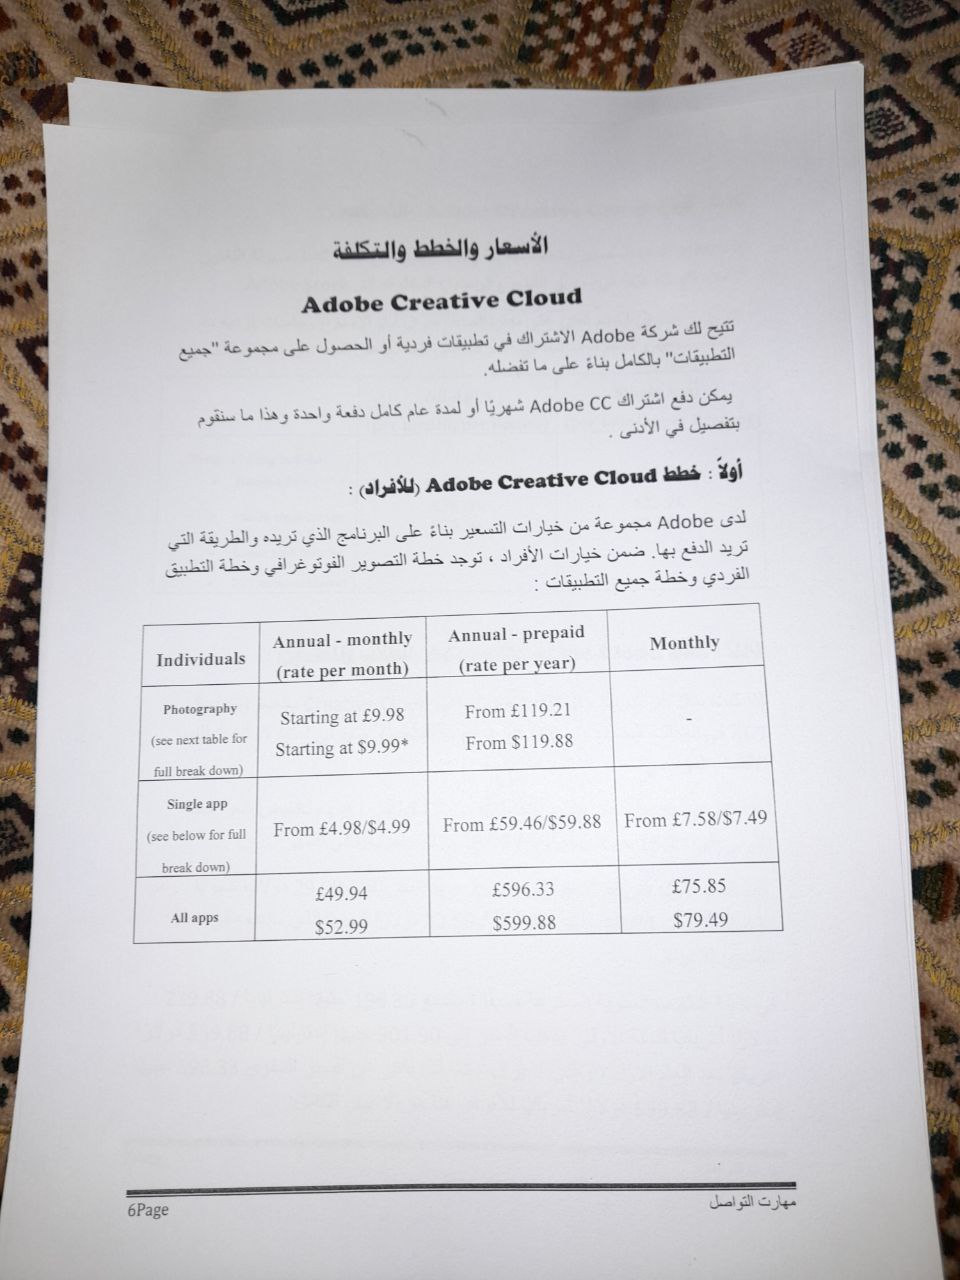 الأسعار والخطط والتكلفة
Adobe Creative Cloud
تتيح لك شركة Adobe الاشتراك في تطبيقات فردية أو الحصول على مجموعة "جميع
التطبيقات" بالكامل بناءً على ما تفضله.
يمكن دفع اشتراك Adobe CC شهريًا أو لمدة عام كامل دفعة واحدة وهذا ما سنقوم
بتفصيل في الأدنى .
أولاً : خطط Adobe Creative Cloud (للأفراد) :
لدى Adobe مجموعة من خيارات التسعير بناءً على البرنامج الذي تريده والطريقة التي
تريد الدفع بها. ضمن خيارات الأفراد ، توجد خطة التصوير الفوتوغرافي وخطة التطبيق
الفردي وخطة جميع التطبيقات :
Individuals Annual - monthly (rate per month) Annual - prepaid (rate per year) Monthly
Photography (see next table for full break down) Starting at £9.98 Starting at $9.99* From £119.21 From $119.88 -
Single app (see below for full break down) From £4.98/$4.99 From £59.46/$59.88 From £7.58/$7.49
All apps £49.94 $52.99 £596.33 $599.88 £75.85 $79.49
مهارت التواصل
6Page